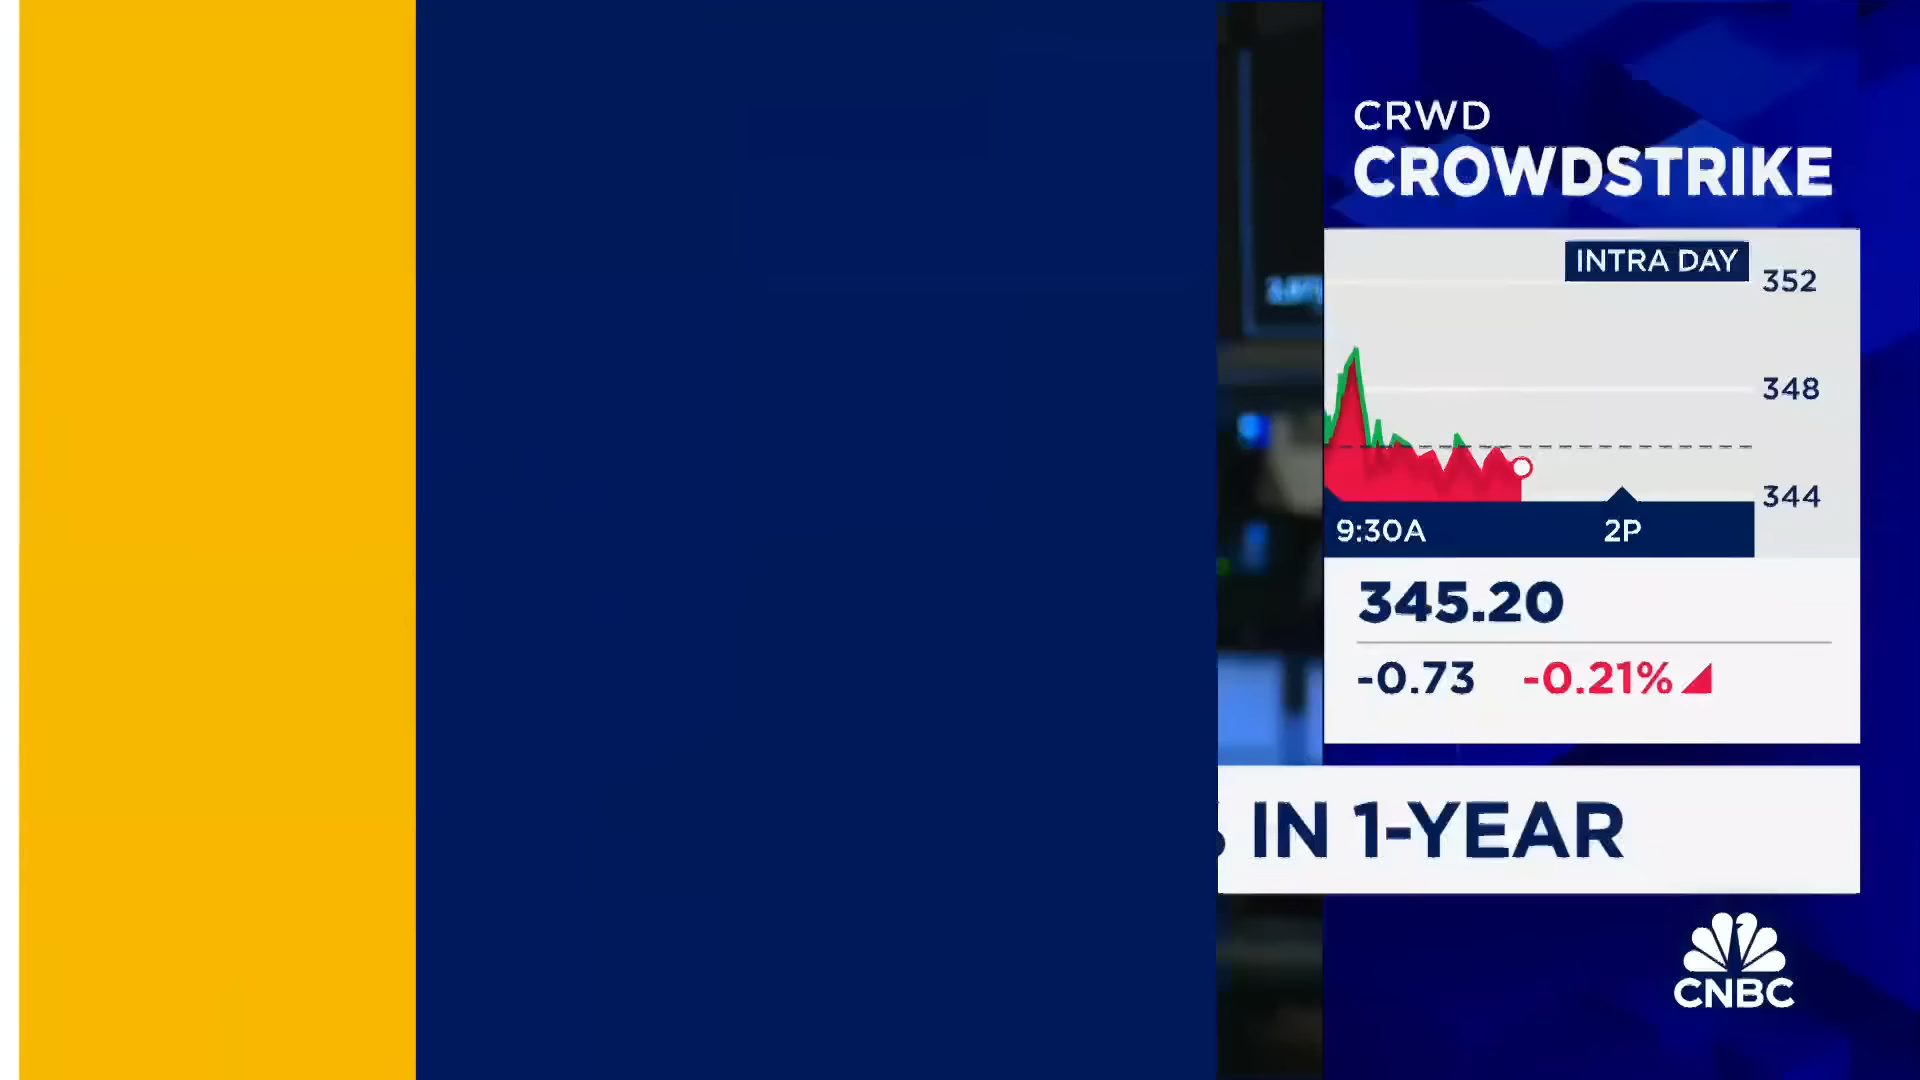 CRWD
CROWDSTRIKE
INTRA DAY
352
348
344
9:30A
2P
345.20
-0.73 -0.21%
IN 1-YEAR
CNBC